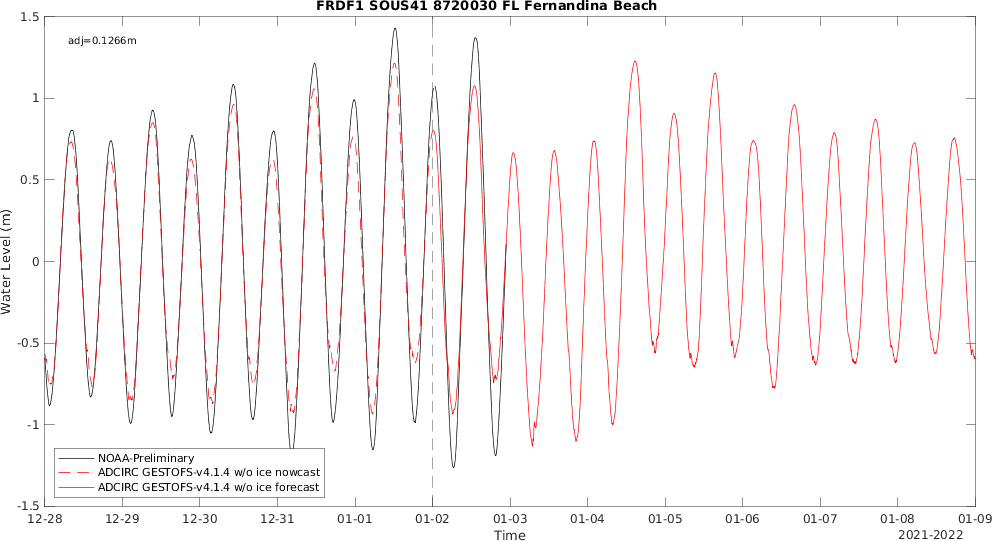 FRDF1 SOUS41 8720030 FL Fernandina Beach
adj=0.1266m
1.5
1
0.5
0
-0.5
-1
-1.5
Water Level (m)
NOAA-Preliminary
ADCIRC GESTOFS-v4.1.4 w/o ice nowcast
ADCIRC GESTOFS-v4.1.4 w/o ice forecast
12-28 12-29 12-30 12-31 01-01 01-02 01-03 01-04 01-05 01-06 01-07 01-08 01-09
Time
2021-2022